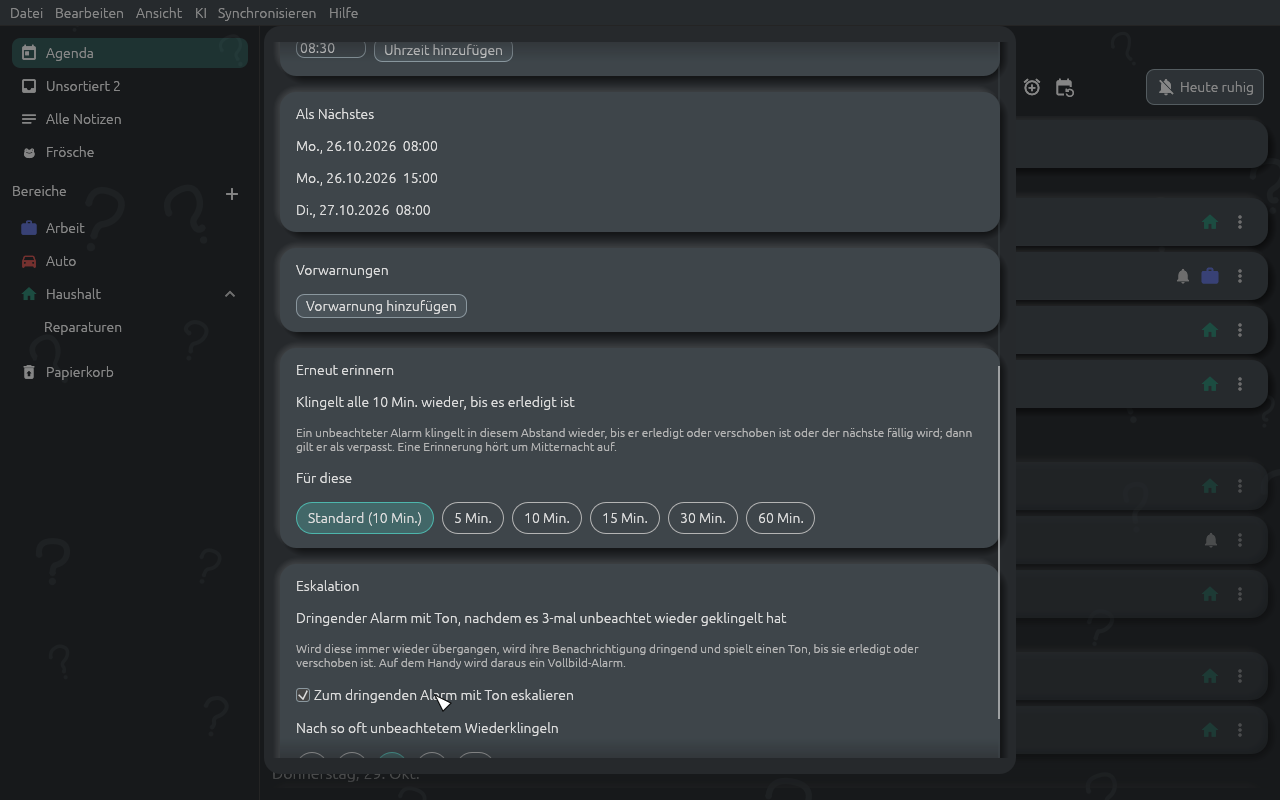 Datei Bearbeiten Ansicht KI Synchronisieren Hilfe
Agenda
Unsortiert 2
Alle Notizen
Frösche
Bereiche
Arbeit
Auto
Haushalt
Reparaturen
Papierkorb
08:30 Uhrzeit hinzufügen
Als Nächstes
Mo., 26.10.2026 08:00
Mo., 26.10.2026 15:00
Di., 27.10.2026 08:00
Vorwarnungen
Vorwarnung hinzufügen
Erneut erinnern
Klingelt alle 10 Min. wieder, bis es erledigt ist
Ein unbeachteter Alarm klingelt in diesem Abstand wieder, bis er erledigt oder verschoben ist oder der nächste fällig wird; dann
gilt er als verpasst. Eine Erinnerung hört um Mitternacht auf.
Für diese
Standard (10 Min.) 5 Min. 10 Min. 15 Min. 30 Min. 60 Min.
Eskalation
Dringender Alarm mit Ton, nachdem es 3-mal unbeachtet wieder geklingelt hat
Wird diese immer wieder übergangen, wird ihre Benachrichtigung dringend und spielt einen Ton, bis sie erledigt oder
verschoben ist. Auf dem Handy wird daraus ein Vollbild-Alarm.
Zum dringenden Alarm mit Ton eskalieren
Nach so oft unbeachtetem Wiederklingeln
Heute ruhig
Donnerstag, 29. Okt.